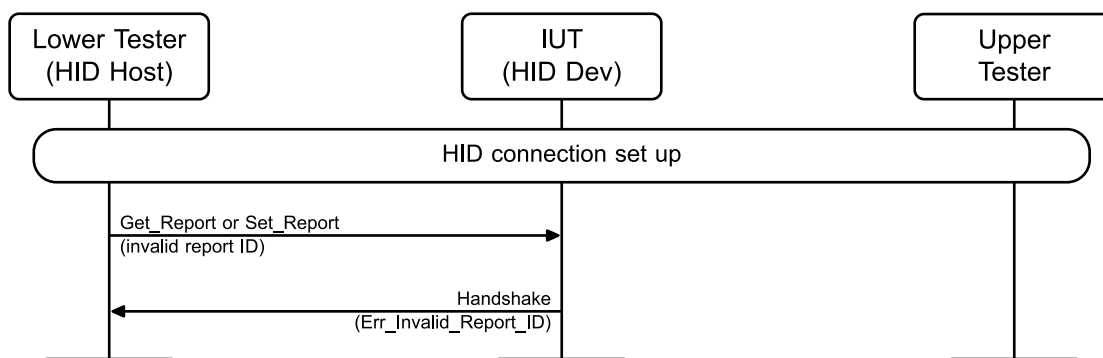 Lower Tester
(HID Host)
IUT
(HID Dev)
Upper
Tester
HID connection set up
Get_Report or Set_Report
(invalid report ID)
Handshake
(Err_Invalid_Report_ID)